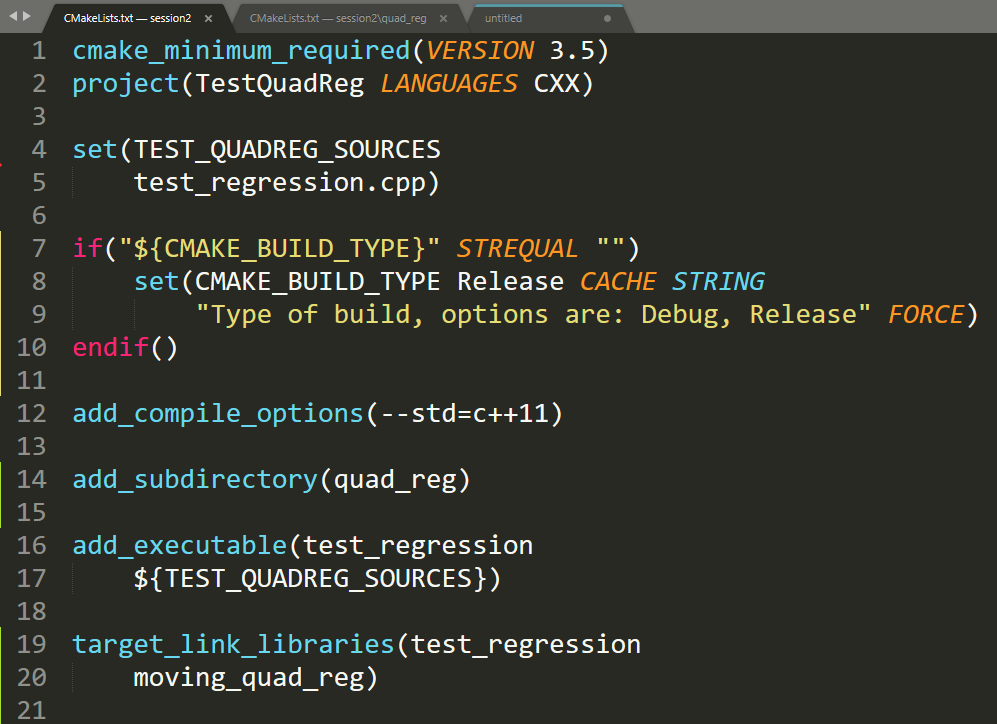 CMakeLists.txt — session2 × CMakeLists.txt — session2\quad_reg × untitled
1 cmake_minimum_required(VERSION 3.5)
2 project(TestQuadReg LANGUAGES CXX)
3
4 set(TEST_QUADREG_SOURCES
5     test_regression.cpp)
6
7 if("${CMAKE_BUILD_TYPE}" STREQUAL "")
8     set(CMAKE_BUILD_TYPE Release CACHE STRING
9         "Type of build, options are: Debug, Release" FORCE)
10 endif()
11
12 add_compile_options(--std=c++11)
13
14 add_subdirectory(quad_reg)
15
16 add_executable(test_regression
17     ${TEST_QUADREG_SOURCES})
18
19 target_link_libraries(test_regression
20     moving_quad_reg)
21